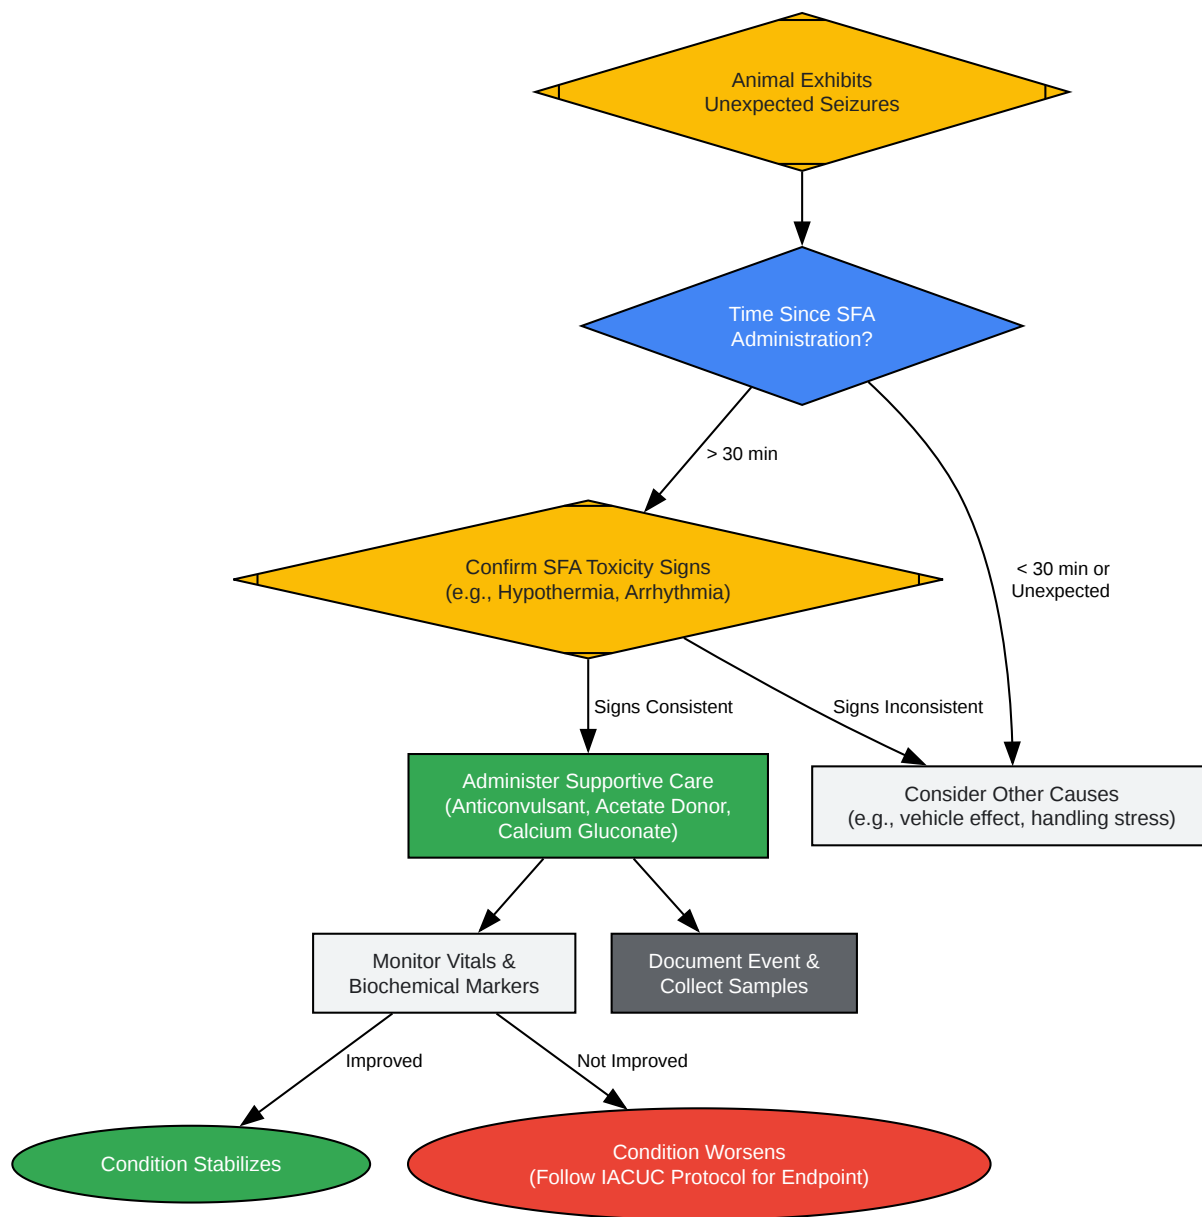 Animal Exhibits
Unexpected Seizures
Time Since SFA
Administration?
> 30 min
< 30 min or
Unexpected
Confirm SFA Toxicity Signs
(e.g., Hypothermia, Arrhythmia)
Signs Consistent
Signs Inconsistent
Administer Supportive Care
(Anticonvulsant, Acetate Donor,
Calcium Gluconate)
Consider Other Causes
(e.g., vehicle effect, handling stress)
Monitor Vitals &
Biochemical Markers
Document Event &
Collect Samples
Improved
Not Improved
Condition Stabilizes
Condition Worsens
(Follow IACUC Protocol for Endpoint)